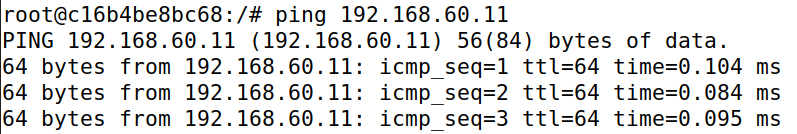 root@c16b4be8bc68:/# ping 192.168.60.11
PING 192.168.60.11 (192.168.60.11) 56(84) bytes of data.
64 bytes from 192.168.60.11: icmp_seq=1 ttl=64 time=0.104 ms
64 bytes from 192.168.60.11: icmp_seq=2 ttl=64 time=0.084 ms
64 bytes from 192.168.60.11: icmp_seq=3 ttl=64 time=0.095 ms